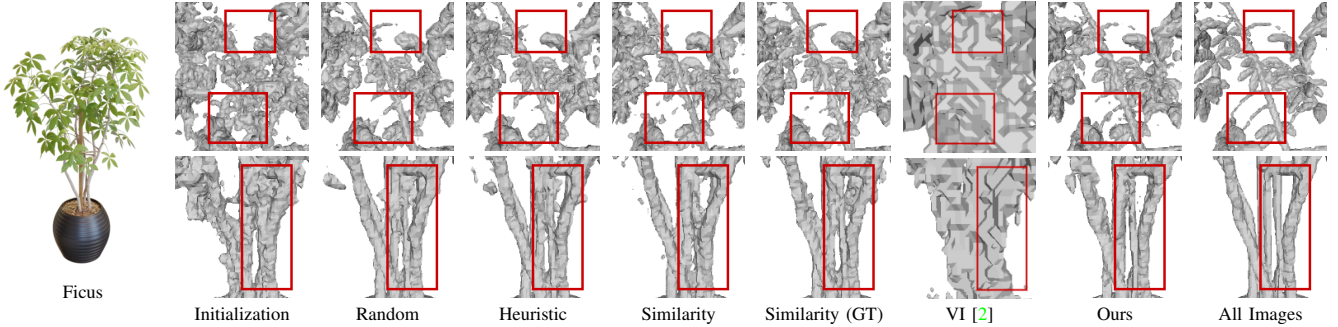 Ficus
Initialization Random Heuristic Similarity Similarity (GT) VI [2] Ours All Images